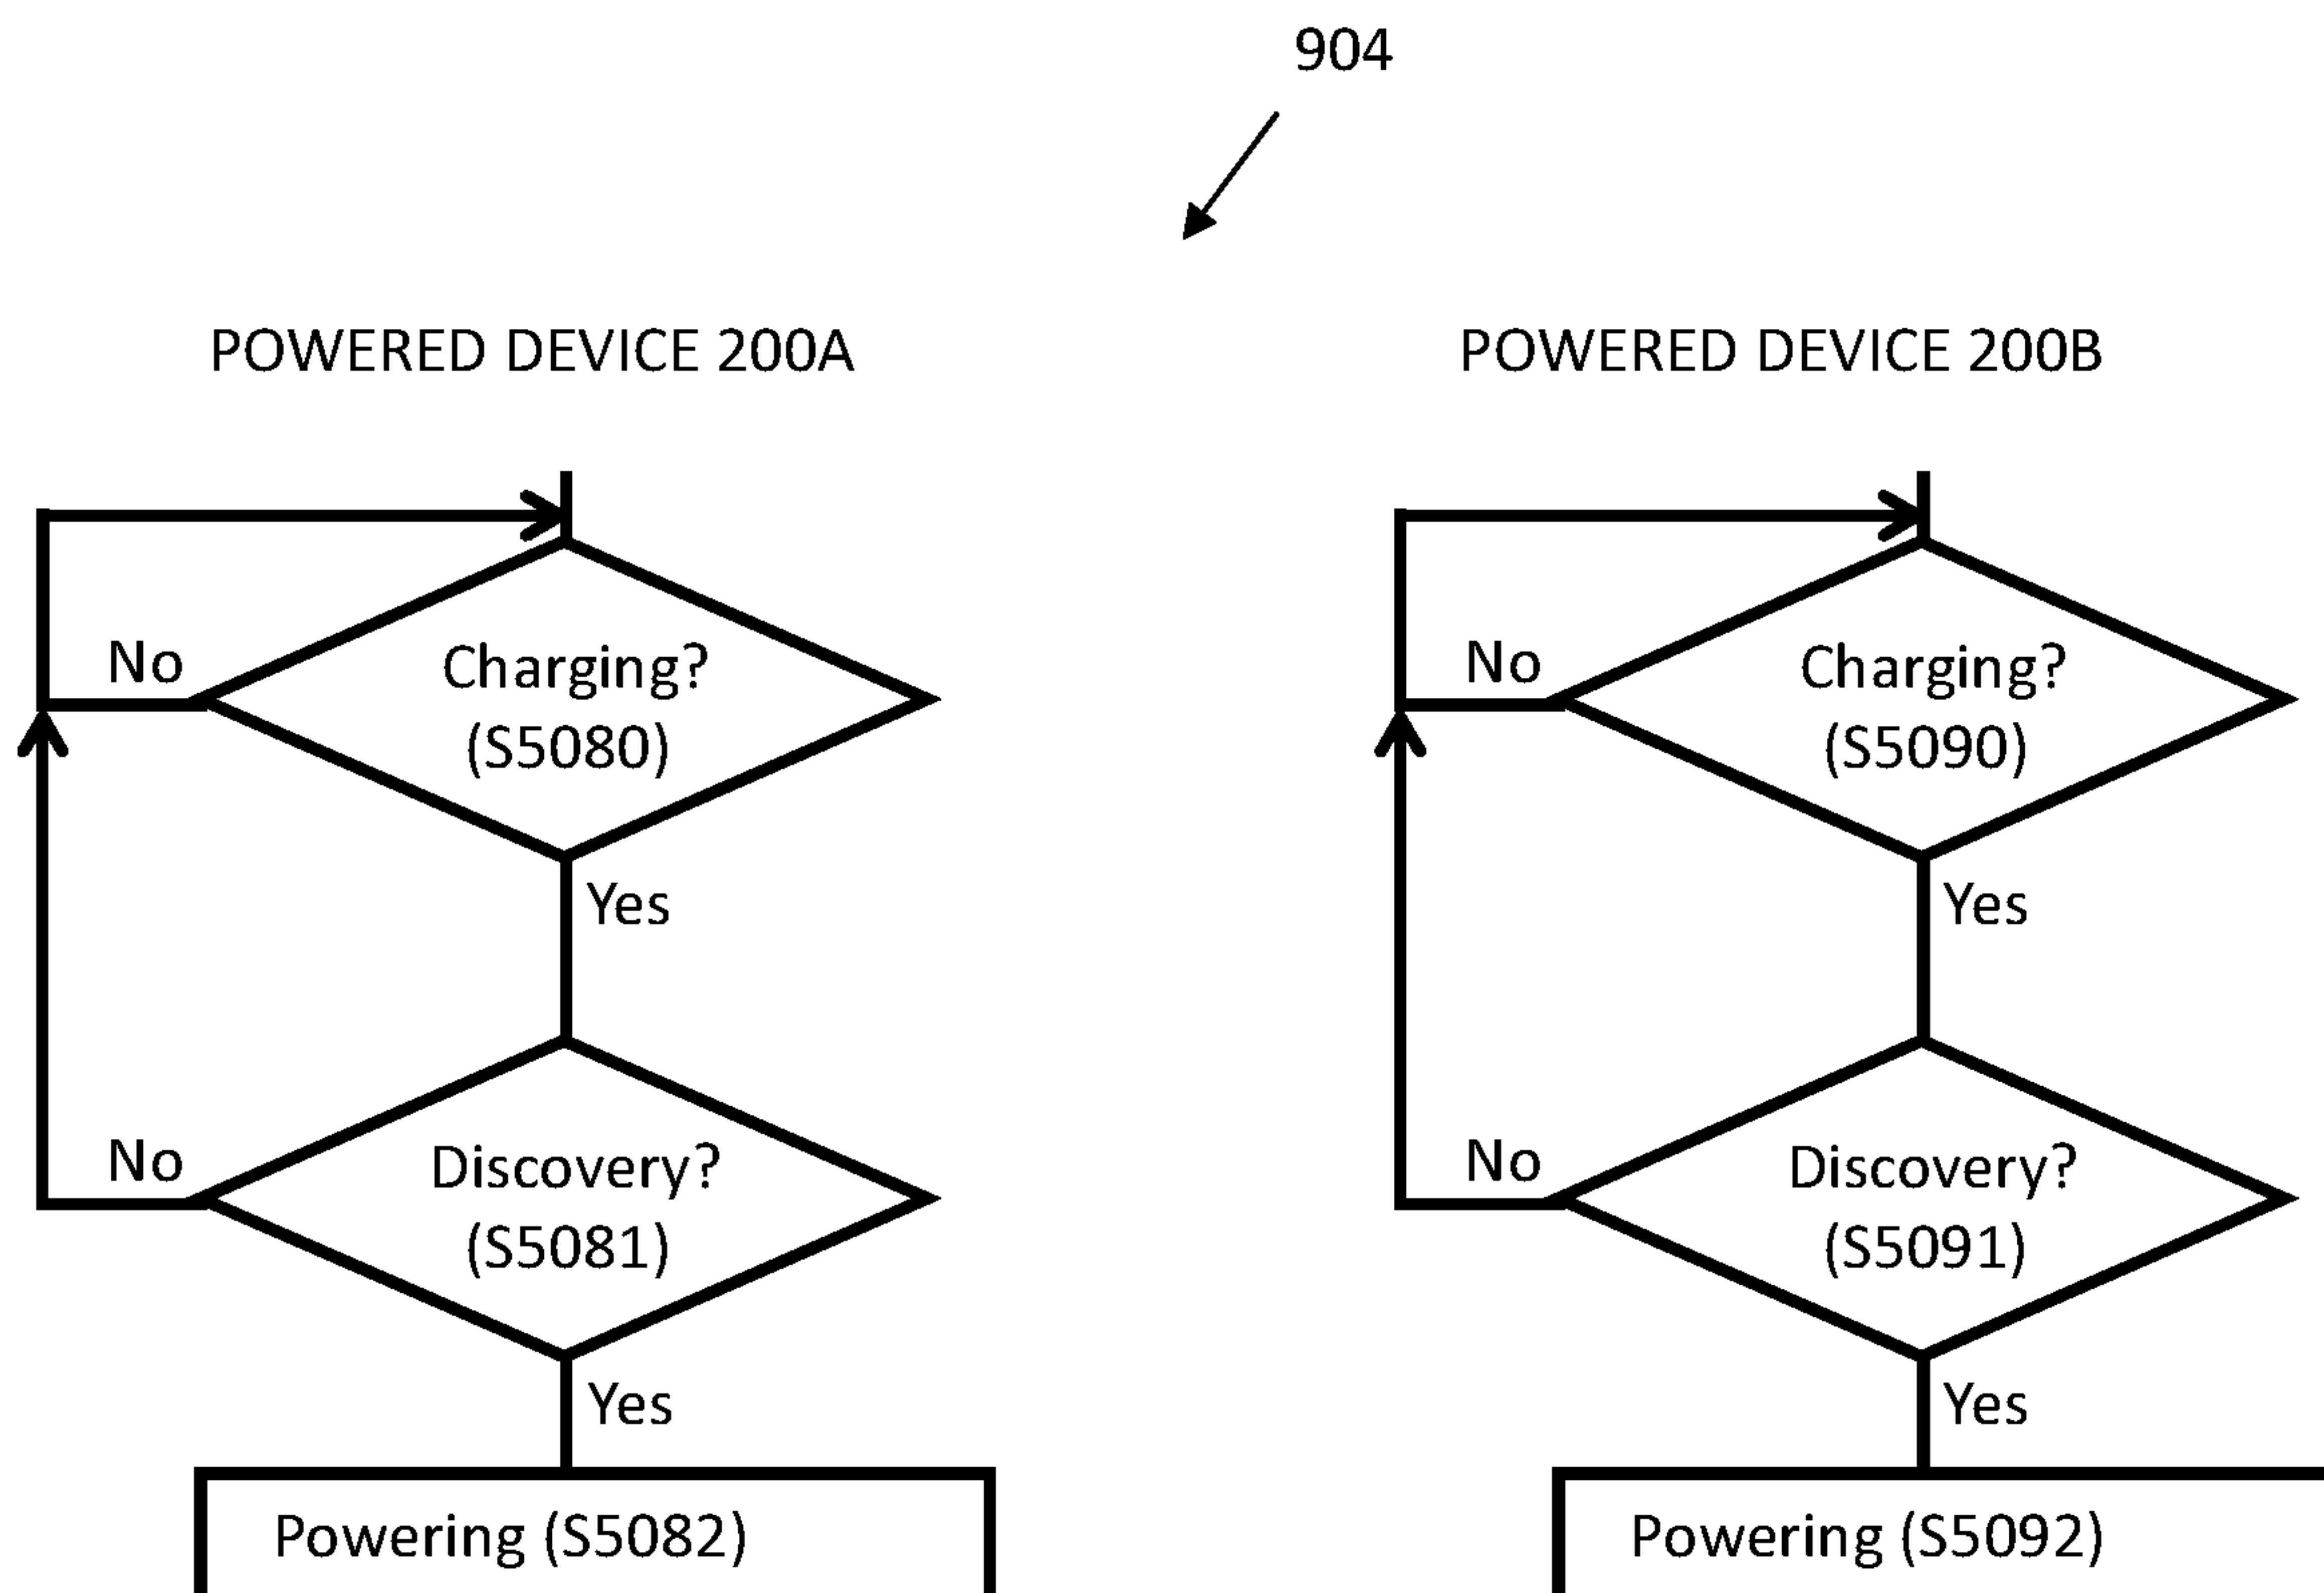 904
POWERED DEVICE 200A
No
Charging?
(S5080)
Yes
No
Discovery?
(S5081)
Yes
Powering (S5082)
POWERED DEVICE 200B
No
Charging?
(S5090)
Yes
No
Discovery?
(S5091)
Yes
Powering (S5092)